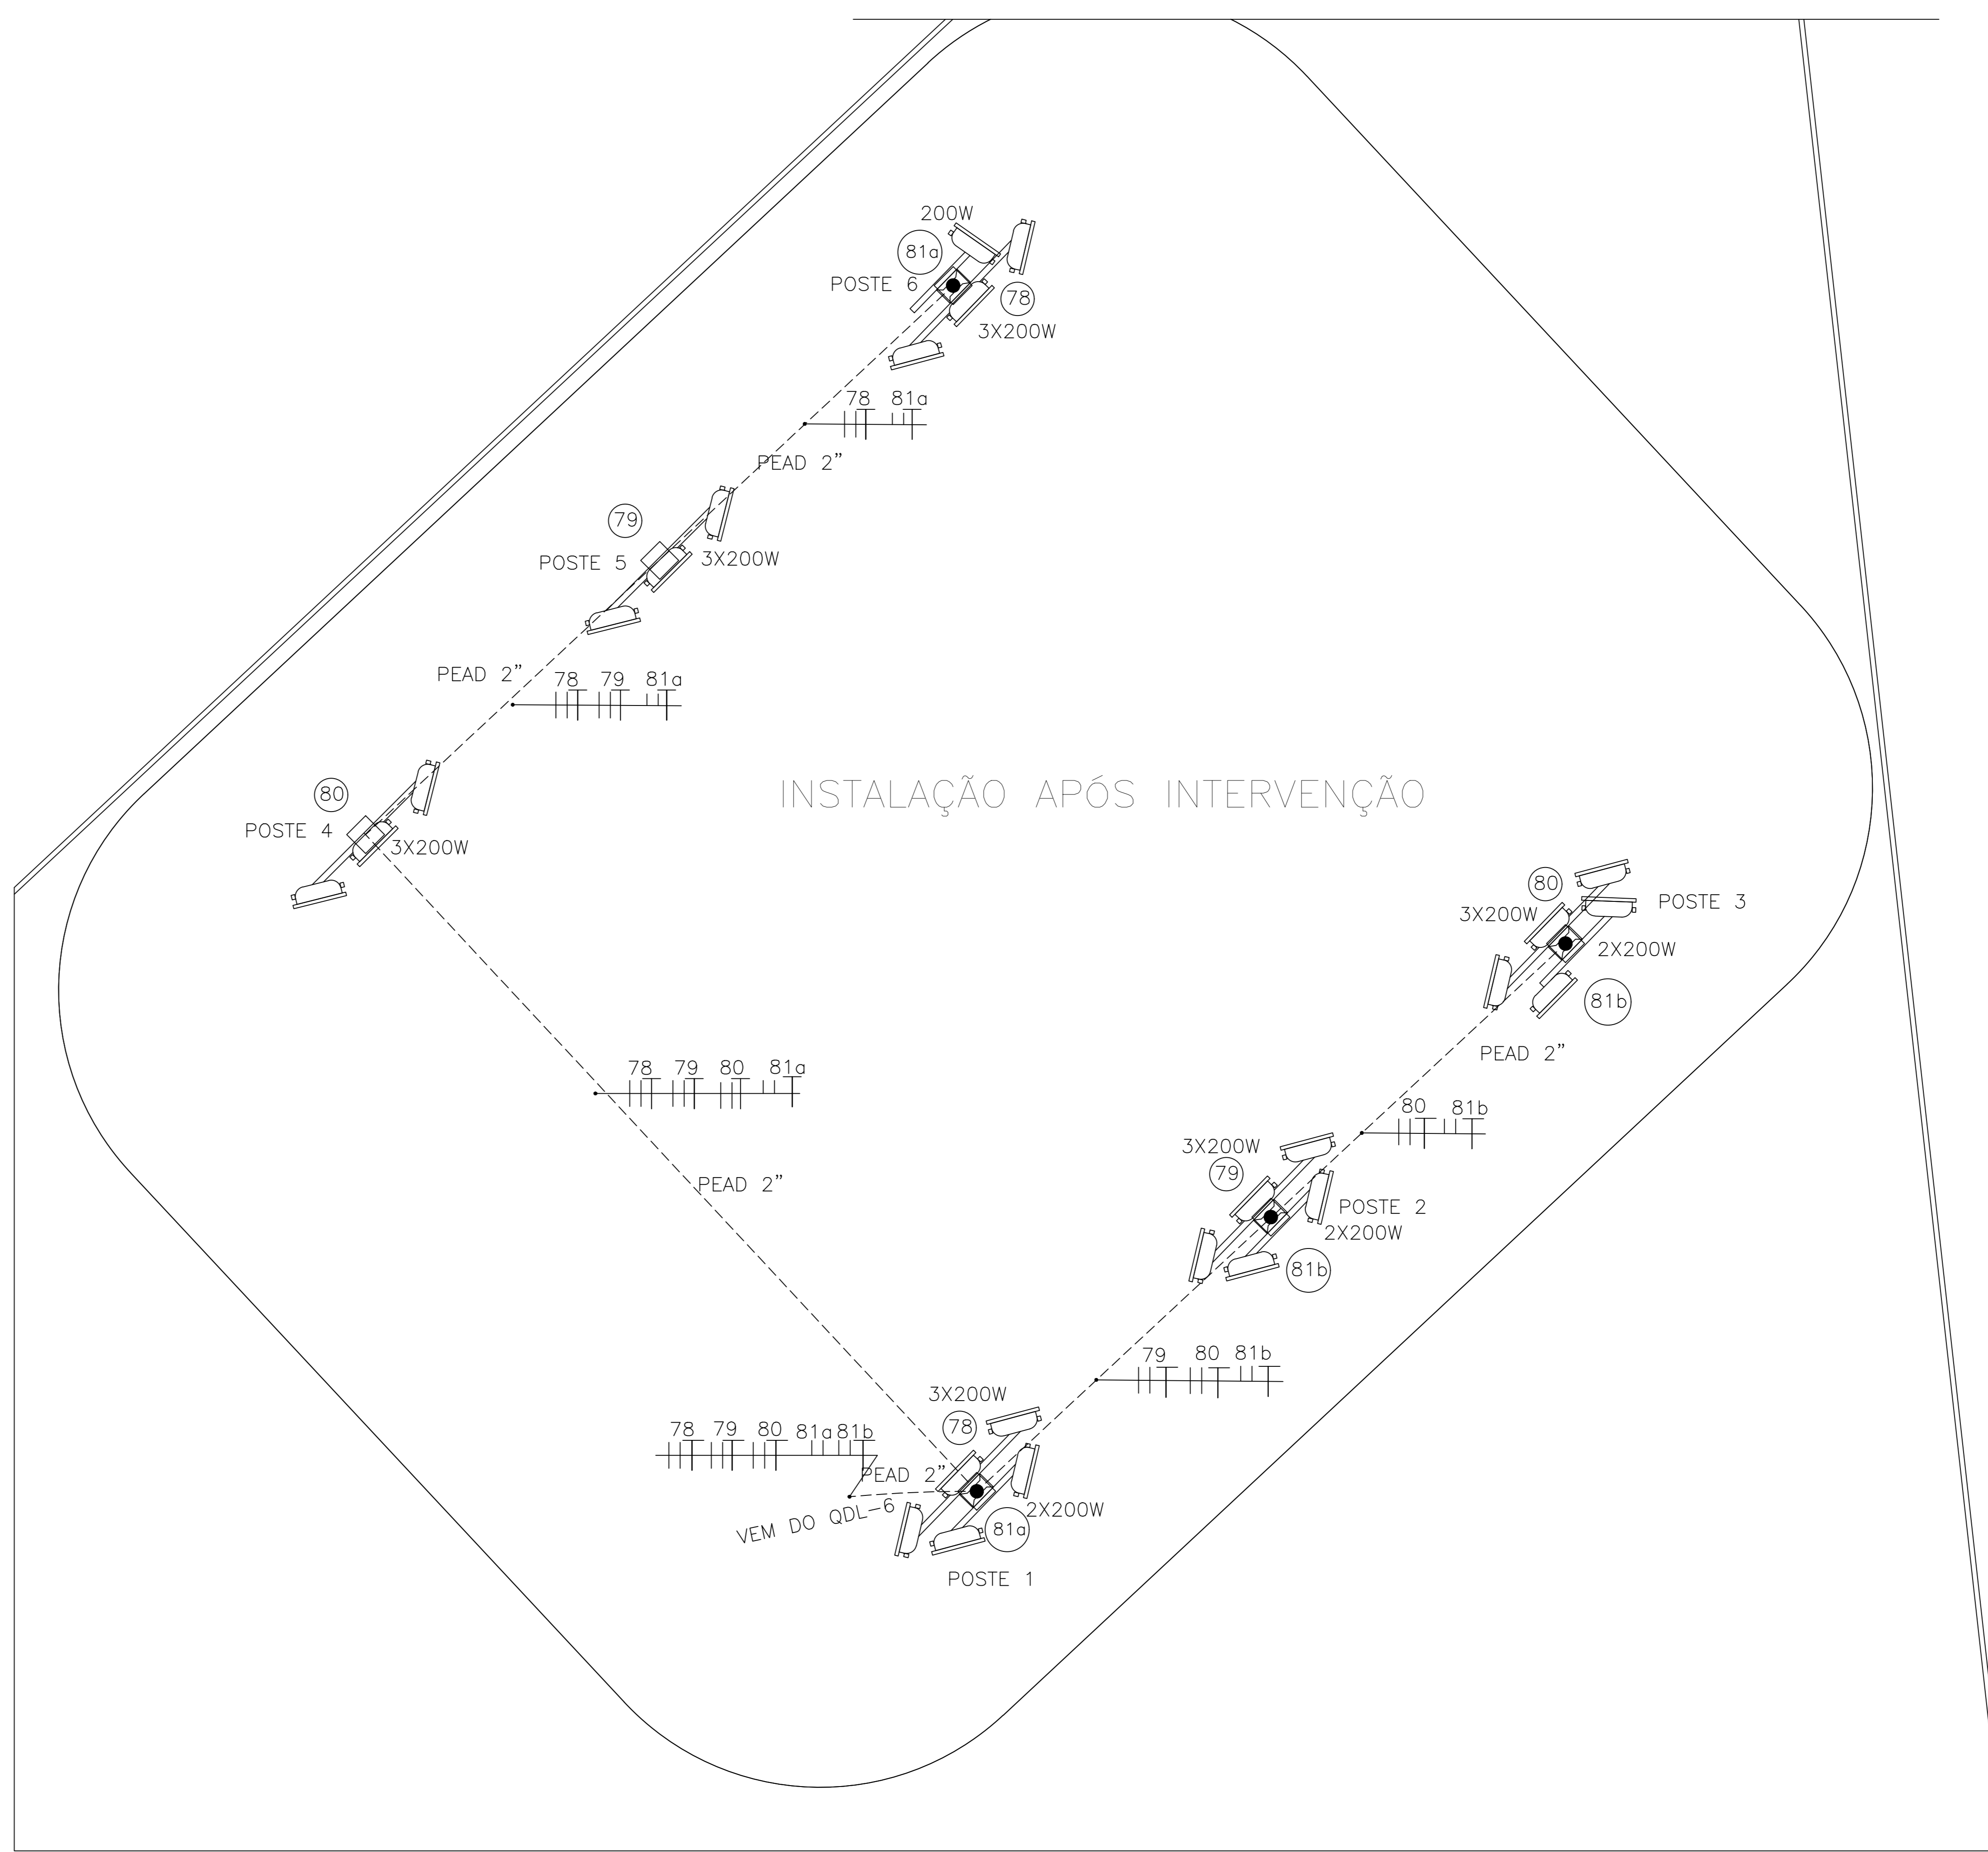 200W
81a
POSTE 6
78
3X200W
78 81a
PEAD 2"
79
POSTE 5
3X200W
PEAD 2"
78 79 81a
INSTALAÇÃO APÓS INTERVENÇÃO
80
POSTE 4
3X200W
80
3X200W
POSTE 3
2X200W
81b
PEAD 2"
78 79 80 81a
80 81b
3X200W
79
PEAD 2"
POSTE 2
2X200W
81b
79 80 81b
3X200W
78
78 79 80 81a 81b
PEAD 2"
VEM DO QDL-6
2X200W
81a
POSTE 1